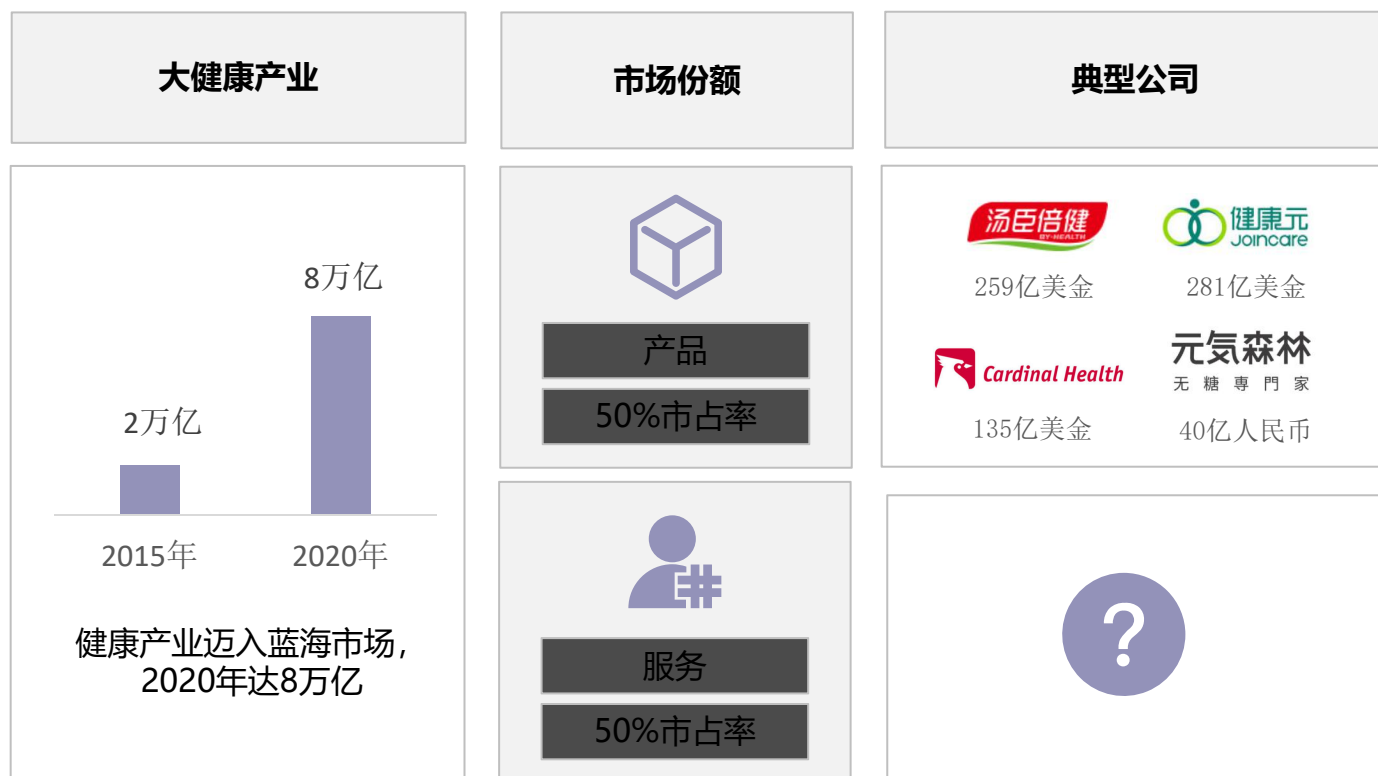 大健康产业
市场份额
典型公司
8万亿
2万亿
2015年
2020年
健康产业迈入蓝海市场,
2020年达8万亿
产品
50%市占率
服务
50%市占率
汤臣倍健
BY-HEALTH
健康元
Joincare
259亿美金
281亿美金
Cardinal Health
元気森林
无糖専門家
135亿美金
40亿人民币
?